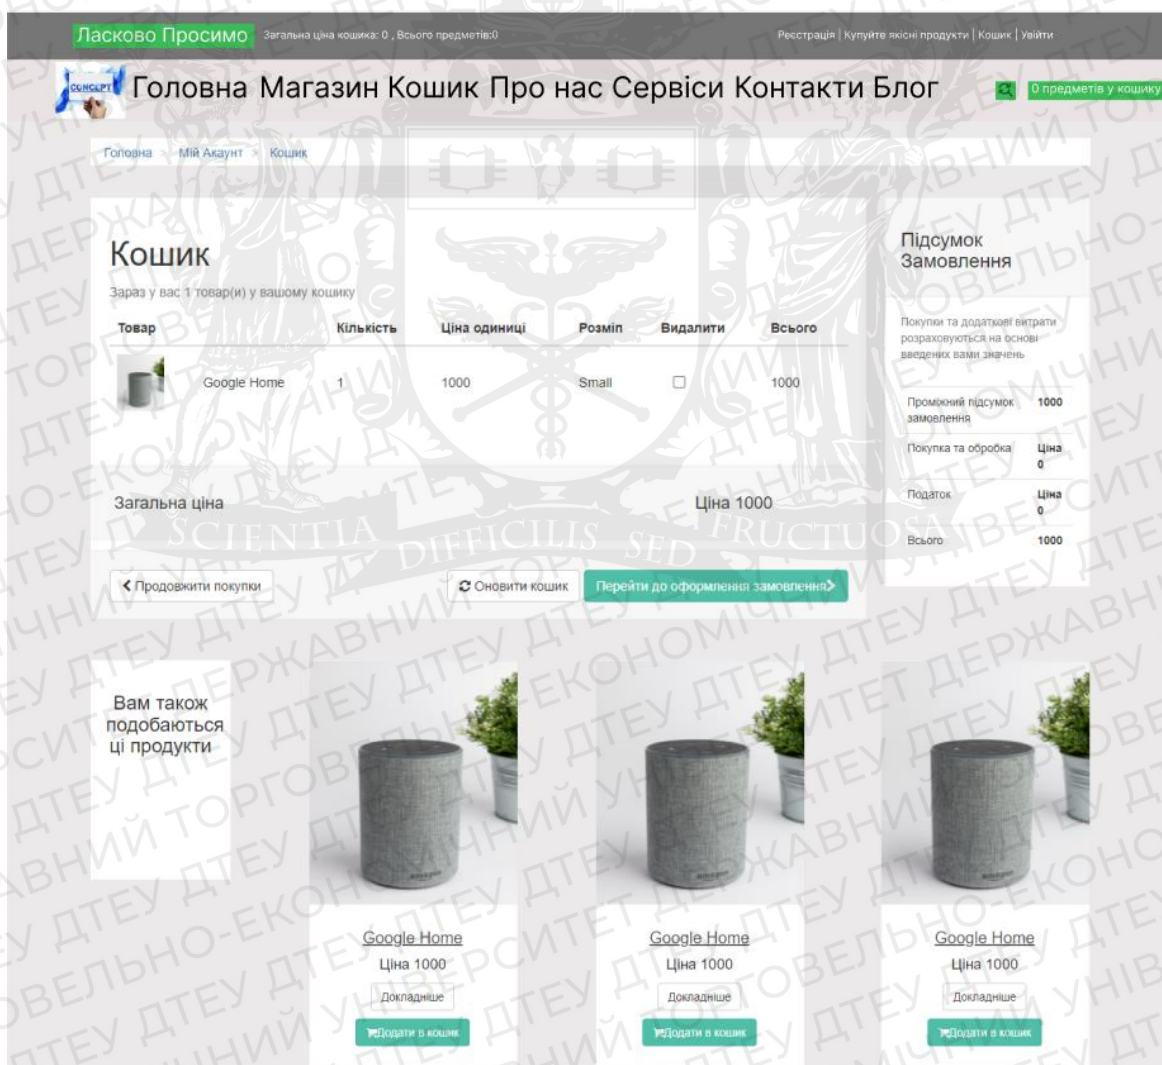 Ласкаво Просимо Загальна ціна кошика: 0 , Всього предметів:0 Реєстрація | Купуйте якісні продукти | Кошик | Увійти
CONCEPT Головна Магазин Кошик Про нас Сервіси Контакти Блог 0 предметів у кошику
Головна > Мій Акаунт > Кошик
Кошик
Зараз у вас 1 товар(и) у вашому кошику
Товар Кількість Ціна одиниці Розміп Видалити Всього
Google Home 1 1000 Small 1000
Загальна ціна Ціна 1000
SCIENTIA DIFFICILIS SED FRUCTUOSA
Продовжити покупки Оновити кошик Перейти до оформлення замовлення
Підсумок
Замовлення
Покупки та додаткові витрати
розраховуються на основі
введених вами значень
Проміжний підсумок 1000
замовлення
Покупка та обробка Ціна
0
Податок Ціна
0
Всього 1000
Вам також
подобаються
ці продукти
Google Home Google Home Google Home
Ціна 1000 Ціна 1000 Ціна 1000
Докладніше Докладніше Докладніше
Додати в кошик Додати в кошик Додати в кошик